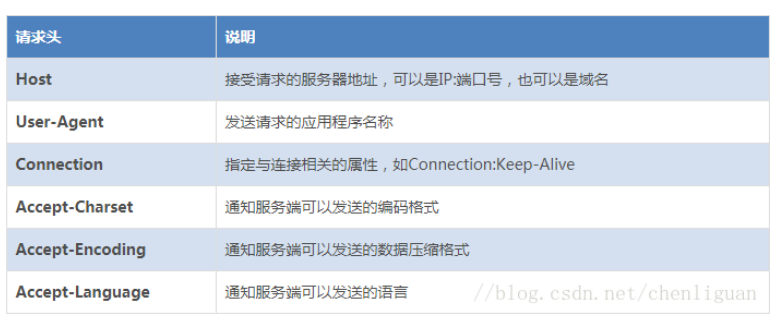 请求头 说明
Host 接受请求的服务器地址，可以是IP:端口号，也可以是域名
User-Agent 发送请求的应用程序名称
Connection 指定与连接相关的属性，如Connection:Keep-Alive
Accept-Charset 通知服务端可以发送的编码格式
Accept-Encoding 通知服务端可以发送的数据压缩格式
Accept-Language 通知服务端可以发送的语言
//blog.csdn.net/chenliguan